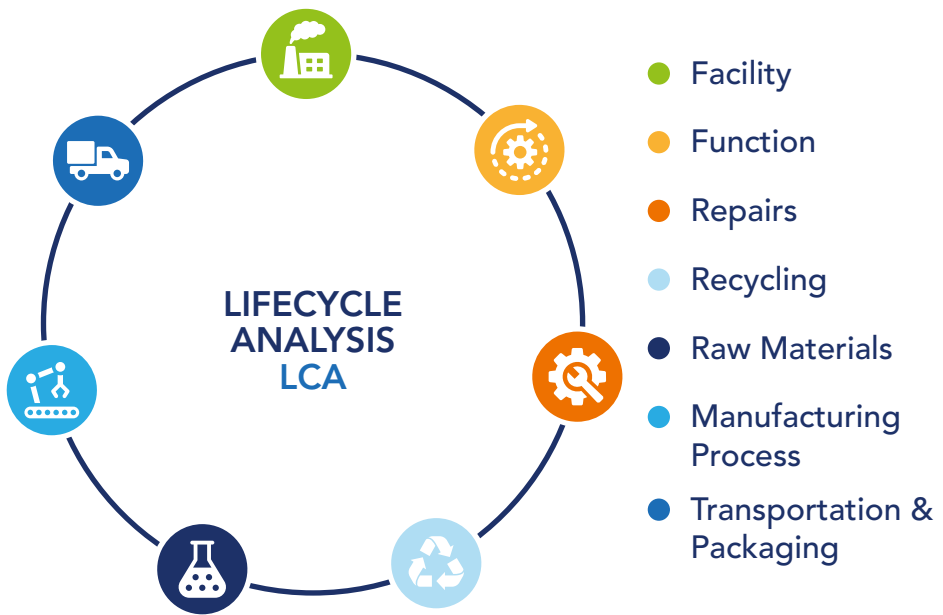 LIFECYCLE
ANALYSIS
LCA
Facility
Function
Repairs
Recycling
Raw Materials
Manufacturing
Process
Transportation &
Packaging